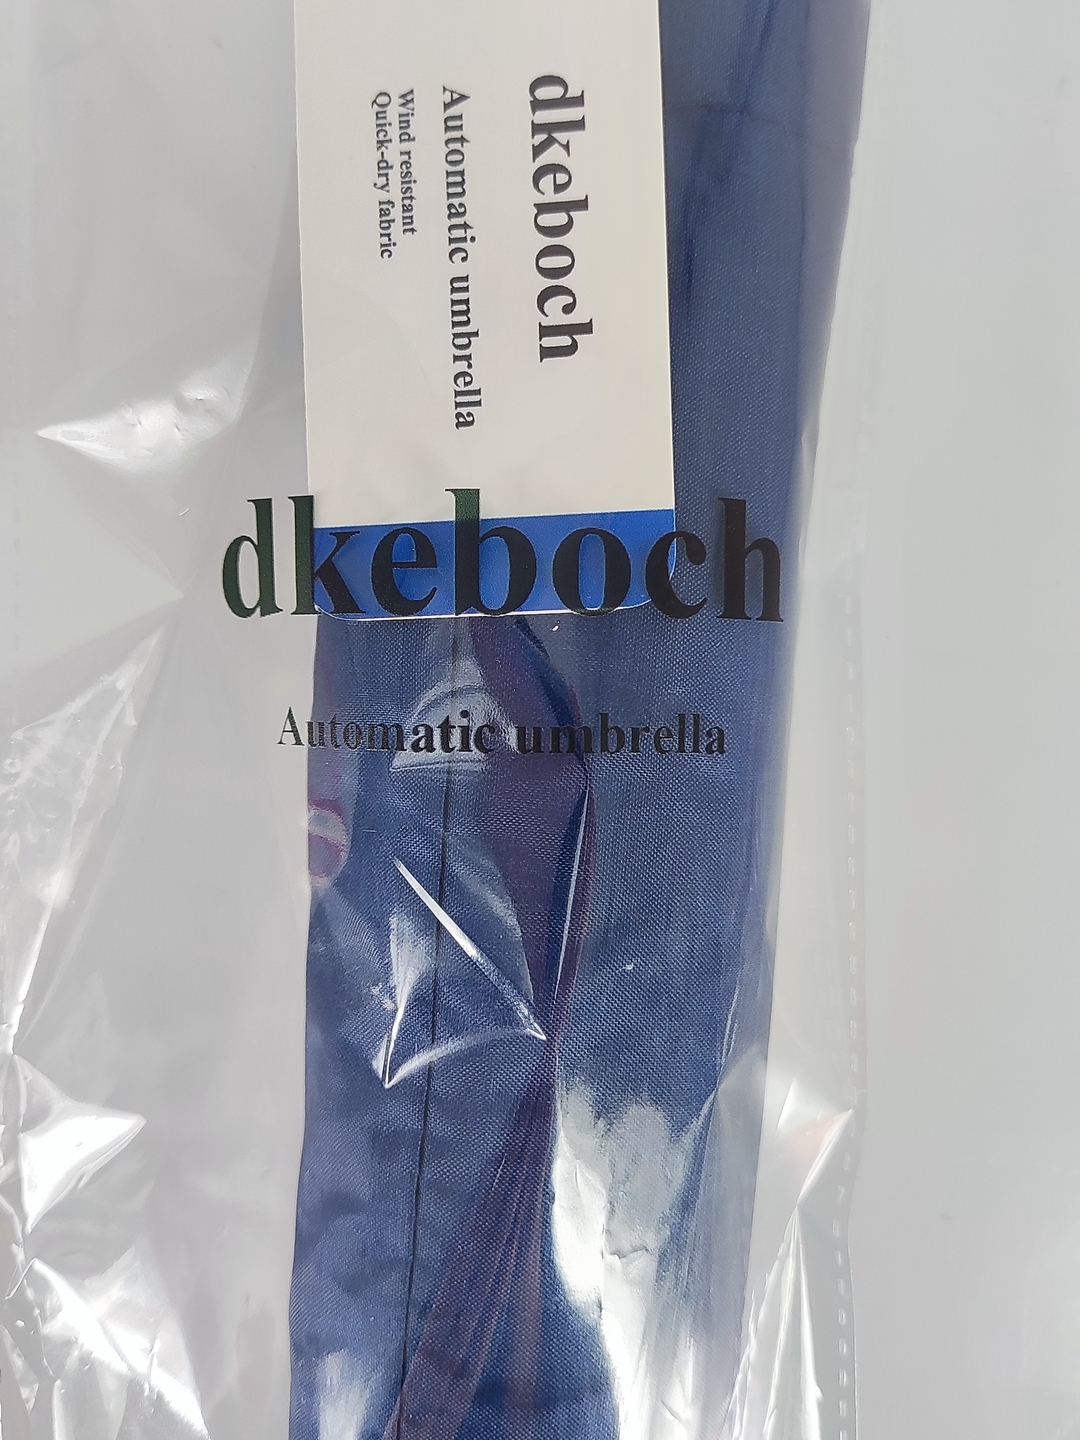 dkeboch
Automatic umbrella
Wind resistant
Quick-dry fabric
dkeboch
Automatic umbrella